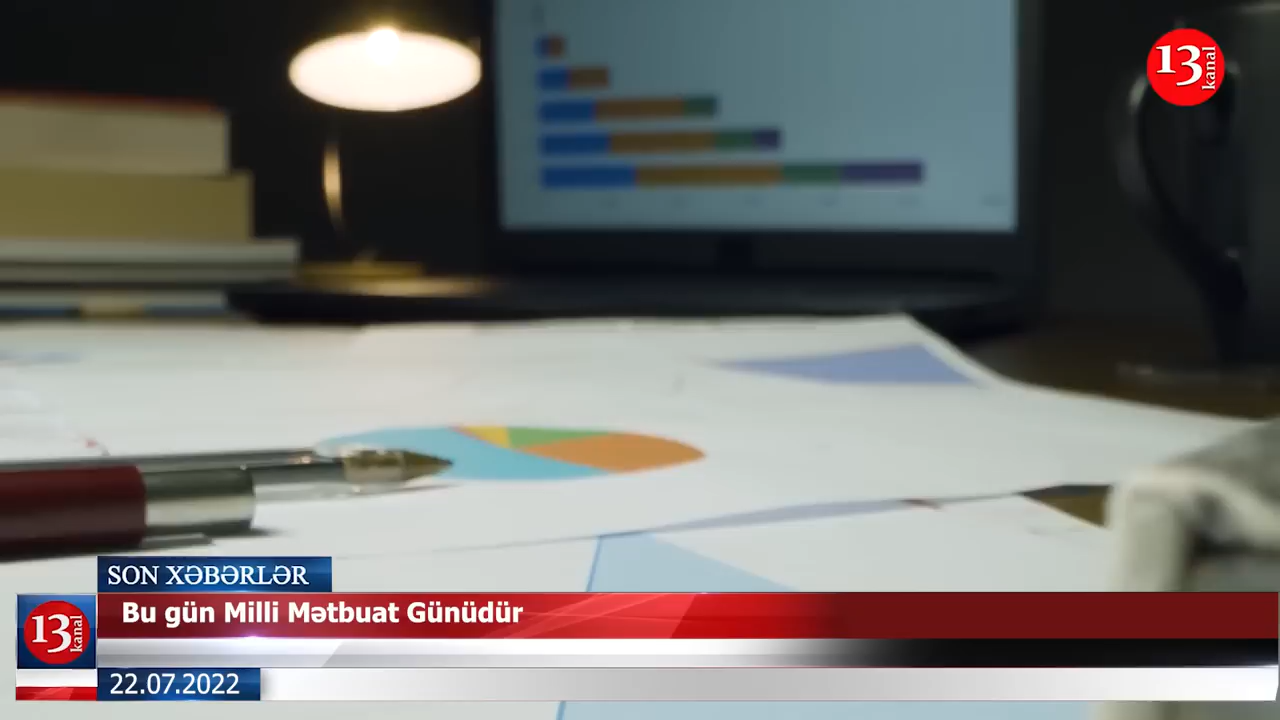 13 kanal
SON XƏBƏRLƏR
Bu gün Milli Mətbuat Günüdür
13 kanal
22.07.2022